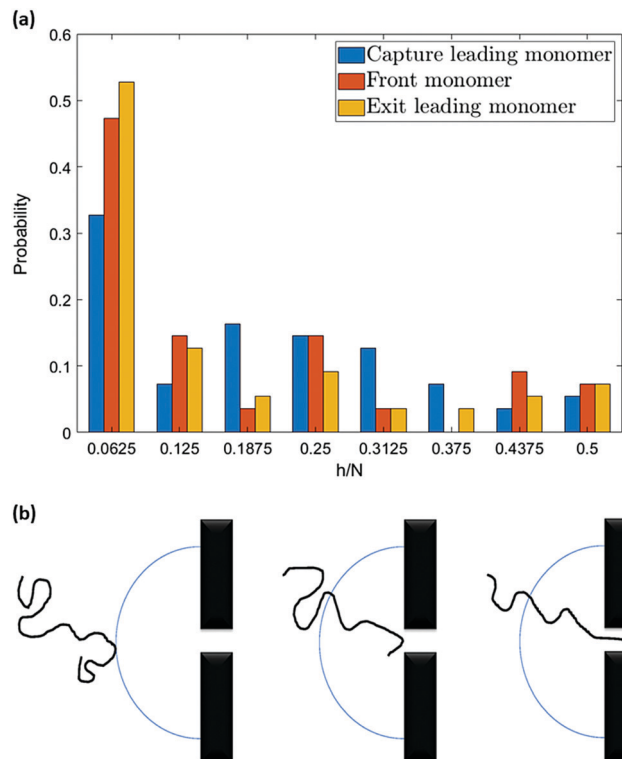 (a)
0.6
0.5
0.4
0.3
0.2
0.1
0
Probability
Capture leading monomer
Front monomer
Exit leading monomer
0.0625 0.125 0.1875 0.25 0.3125 0.375 0.4375 0.5
h/N
(b)